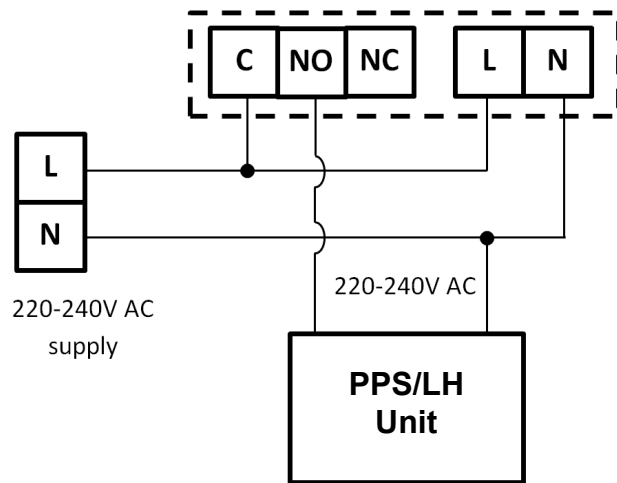 C NO NC L N
L
N
220-240V AC
supply
220-240V AC
PPS/LH
Unit